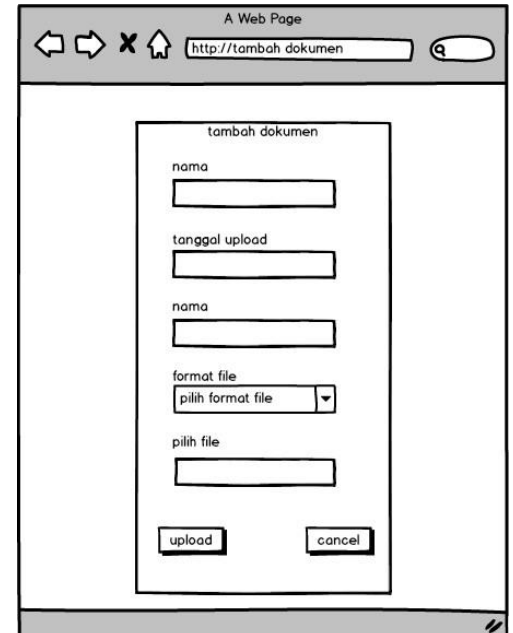 A Web Page
http://tambah dokumen
tambah dokumen
nama
tanggal upload
nama
format file
pilih format file
pilih file
upload
cancel